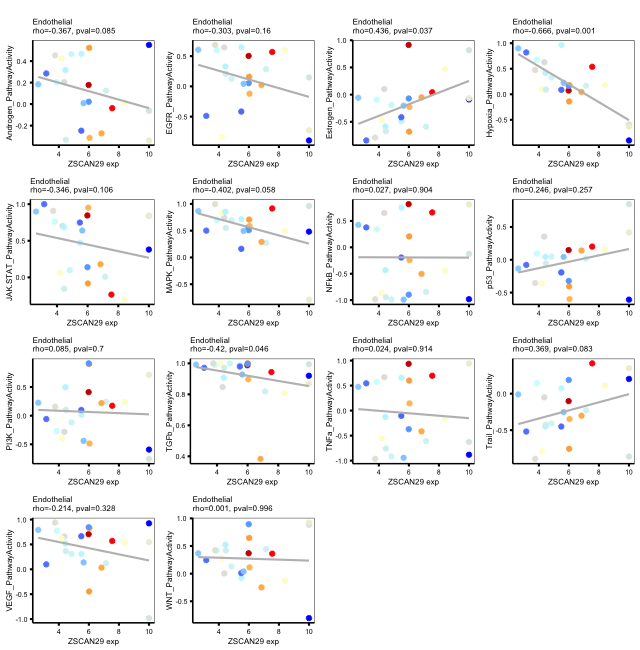 Endothelial
rho=-0.367, pval=0.085
Androgen_PathwayActivity
0.6
0.4
0.2
0.0
-0.2
4 6 8 10
ZSCAN29 exp
Endothelial
rho=-0.303, pval=0.16
EGFR_PathwayActivity
0.5
0.0
-0.5
4 6 8 10
ZSCAN29 exp
Endothelial
rho=0.436, pval=0.037
Estrogen_PathwayActivity
1.0
0.5
0.0
-0.5
4 6 8 10
ZSCAN29 exp
Endothelial
rho=-0.666, pval=0.001
Hypoxia_PathwayActivity
1.0
0.5
0.0
-0.5
4 6 8 10
ZSCAN29 exp
Endothelial
rho=-0.346, pval=0.106
JAK.STAT_PathwayActivity
1.0
0.5
0.0
4 6 8 10
ZSCAN29 exp
Endothelial
rho=-0.402, pval=0.058
MAPK_PathwayActivity
1.0
0.5
0.0
-0.5
4 6 8 10
ZSCAN29 exp
Endothelial
rho=0.027, pval=0.904
NFkB_PathwayActivity
0.5
0.0
-0.5
-1.0
4 6 8 10
ZSCAN29 exp
Endothelial
rho=0.246, pval=0.257
p53_PathwayActivity
0.5
0.0
-0.5
4 6 8 10
ZSCAN29 exp
Endothelial
rho=0.085, pval=0.7
PI3K_PathwayActivity
0.5
0.0
-0.5
4 6 8 10
ZSCAN29 exp
Endothelial
rho=-0.42, pval=0.046
TGFb_PathwayActivity
1.0
0.8
0.6
0.4
4 6 8 10
ZSCAN29 exp
Endothelial
rho=0.024, pval=0.914
TNFa_PathwayActivity
1.0
0.5
0.0
-0.5
-1.0
4 6 8 10
ZSCAN29 exp
Endothelial
rho=0.369, pval=0.083
Trail_PathwayActivity
0.0
-0.5
4 6 8 10
ZSCAN29 exp
Endothelial
rho=-0.214, pval=0.328
VEGF_PathwayActivity
1.0
0.5
0.0
-0.5
-1.0
4 6 8 10
ZSCAN29 exp
Endothelial
rho=0.001, pval=0.996
WNT_PathwayActivity
1.0
0.5
0.0
-0.5
4 6 8 10
ZSCAN29 exp